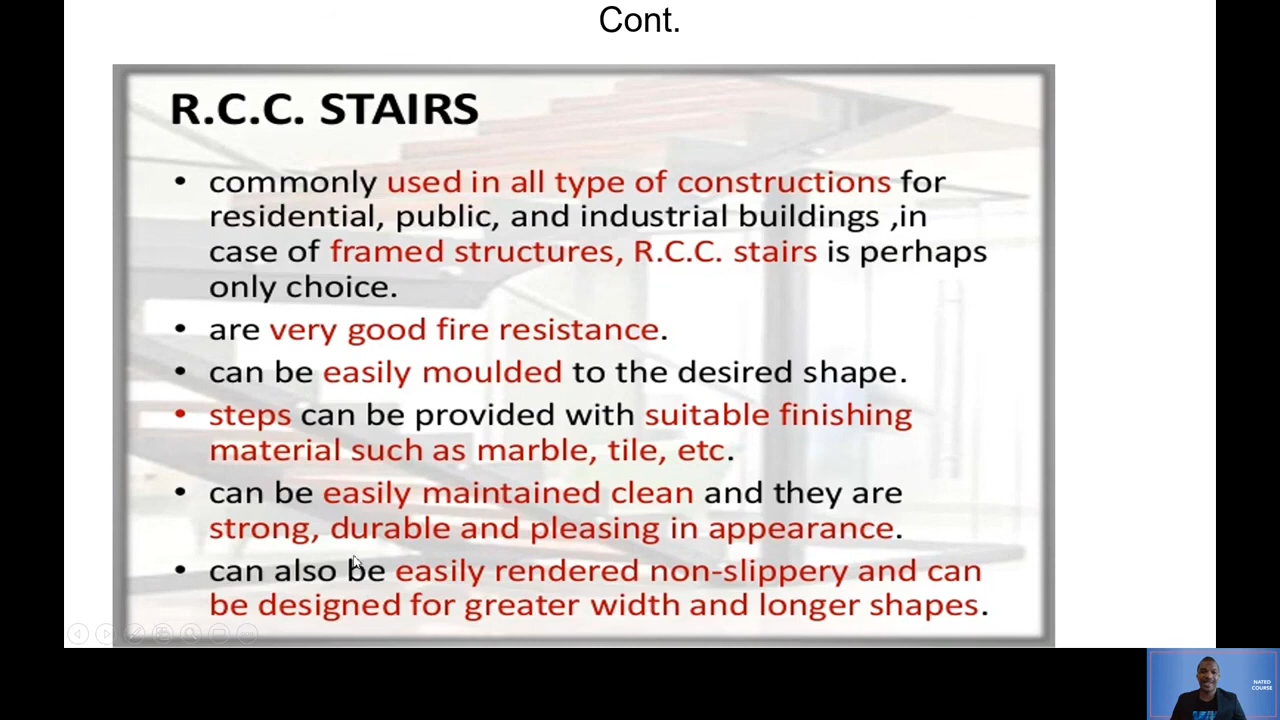 Cont.
R.C.C. STAIRS
• commonly used in all type of constructions for
residential, public, and industrial buildings ,in
case of framed structures, R.C.C. stairs is perhaps
only choice.
• are very good fire resistance.
• can be easily moulded to the desired shape.
• steps can be provided with suitable finishing
material such as marble, tile, etc.
• can be easily maintained clean and they are
strong, durable and pleasing in appearance.
• can also be easily rendered non-slippery and can
be designed for greater width and longer shapes.
NATED
COURSE